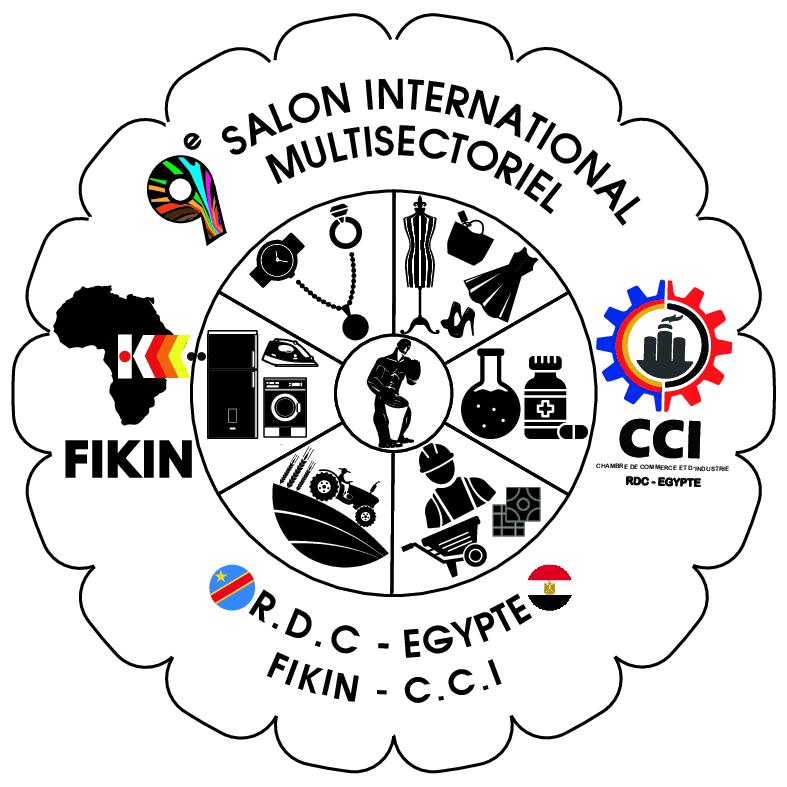 9e SALON INTERNATIONAL
MULTISECTORIEL
K
FIKIN
CCI
CHAMBRE DE COMMERCE ET D'INDUSTRIE
RDC - EGYPTE
R.D.C - EGYPTE
FIKIN - C.C.I